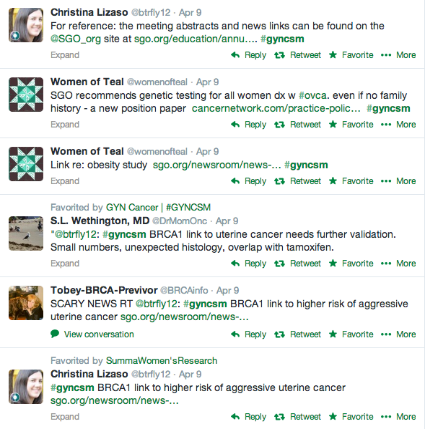 Christina Lizaso @btrfly12 · Apr 9
For reference: the meeting abstracts and news links can be found on the
@SGO_org site at sgo.org/education/annu…. #gyncsm
Expand Reply Retweet Favorite More
Women of Teal @womenofteal · Apr 9
SGO recommends genetic testing for all women dx w #ovca. even if no family
history - a new position paper cancernetwork.com/practice-polic… #gyncsm
Expand Reply Retweet Favorite More
Women of Teal @womenofteal · Apr 9
Link re: obesity study sgo.org/newsroom/news-… #gyncsm
Expand Reply Retweet Favorite More
Favorited by GYN Cancer | #GYNCSM
S.L. Wethington, MD @DrMomOnc · Apr 9
"@btrfly12: #gyncsm BRCA1 link to uterine cancer needs further validation.
Small numbers, unexpected histology, overlap with tamoxifen.
Expand Reply Retweet Favorite More
Tobey-BRCA-Previvor @BRCAinfo · Apr 9
SCARY NEWS RT @btrfly12: #gyncsm BRCA1 link to higher risk of aggressive
uterine cancer sgo.org/newsroom/news-…
View conversation Reply Retweet Favorite More
Favorited by SummaWomen'sResearch
Christina Lizaso @btrfly12 · Apr 9
#gyncsm BRCA1 link to higher risk of aggressive uterine cancer
sgo.org/newsroom/news-…
Expand Reply Retweet Favorite More